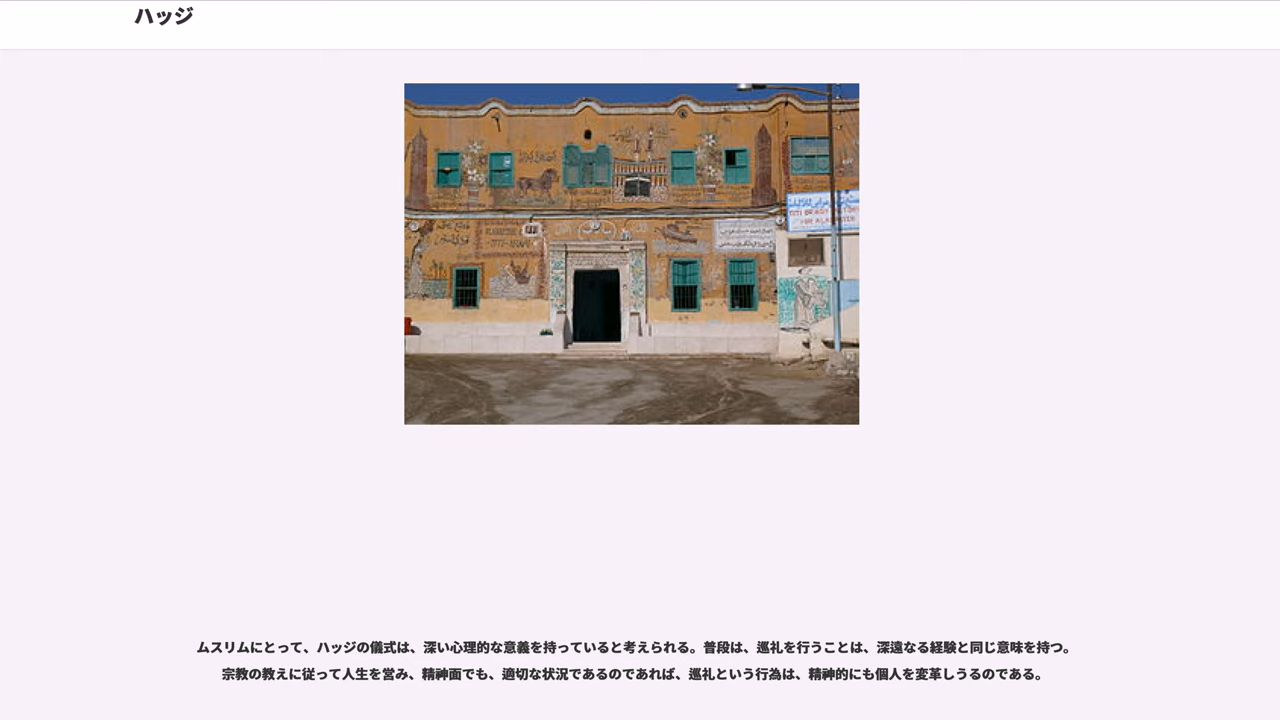 ハッジ
ムスリムにとって、ハッジの儀式は、深い心理的な意義を持っていると考えられる。普段は、巡礼を行うことは、深遠なる経験と同じ意味を持つ。
宗教の教えに従って人生を営み、精神面でも、適切な状況であるのであれば、巡礼という行為は、精神的にも個人を変革しうるのである。